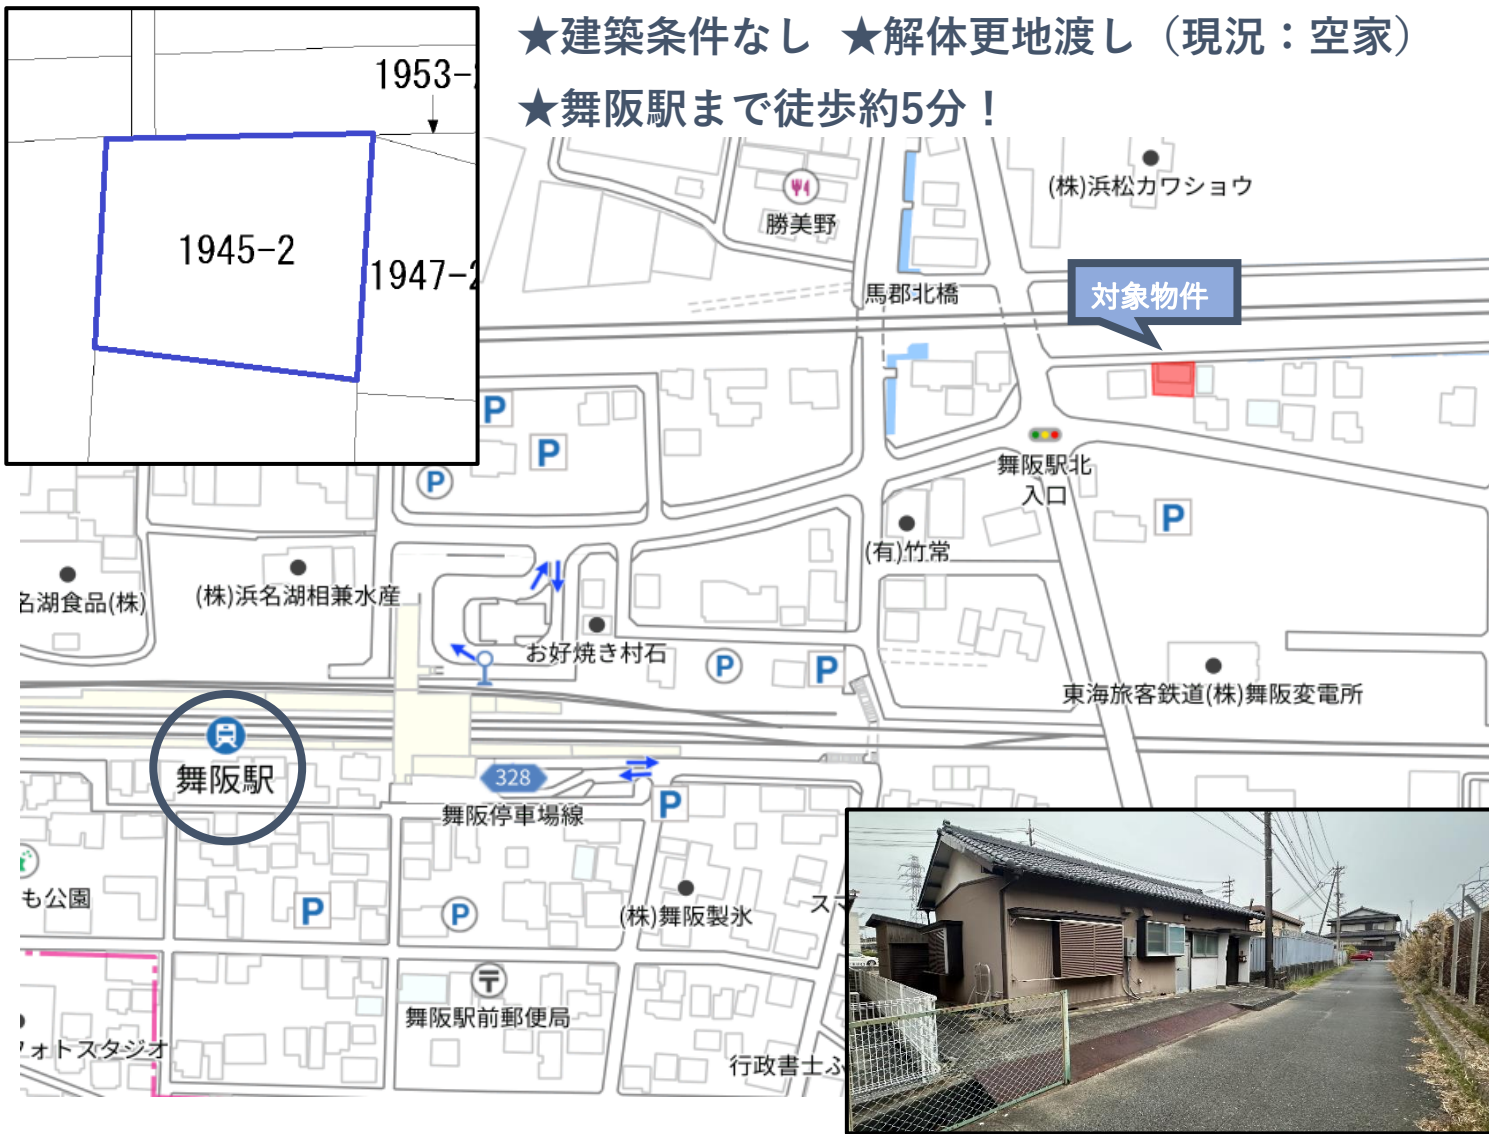 ★建築条件なし ★解体更地渡し（現況：空家）
★舞阪駅まで徒歩約5分！
1953-
1945-2
1947-2
(株)浜松カワショウ
勝美野
馬郡北橋
対象物件
P
P
P
舞阪駅北
入口
P
(有)竹常
名湖食品(株)
(株)浜名湖相兼水産
お好焼き村石
P
P
東海旅客鉄道(株)舞阪変電所
舞阪駅
328
舞阪停車場線
P
も公園
P
P
(株)舞阪製氷
スマ
舞阪駅前郵便局
フォトスタジオ
行政書士ふ